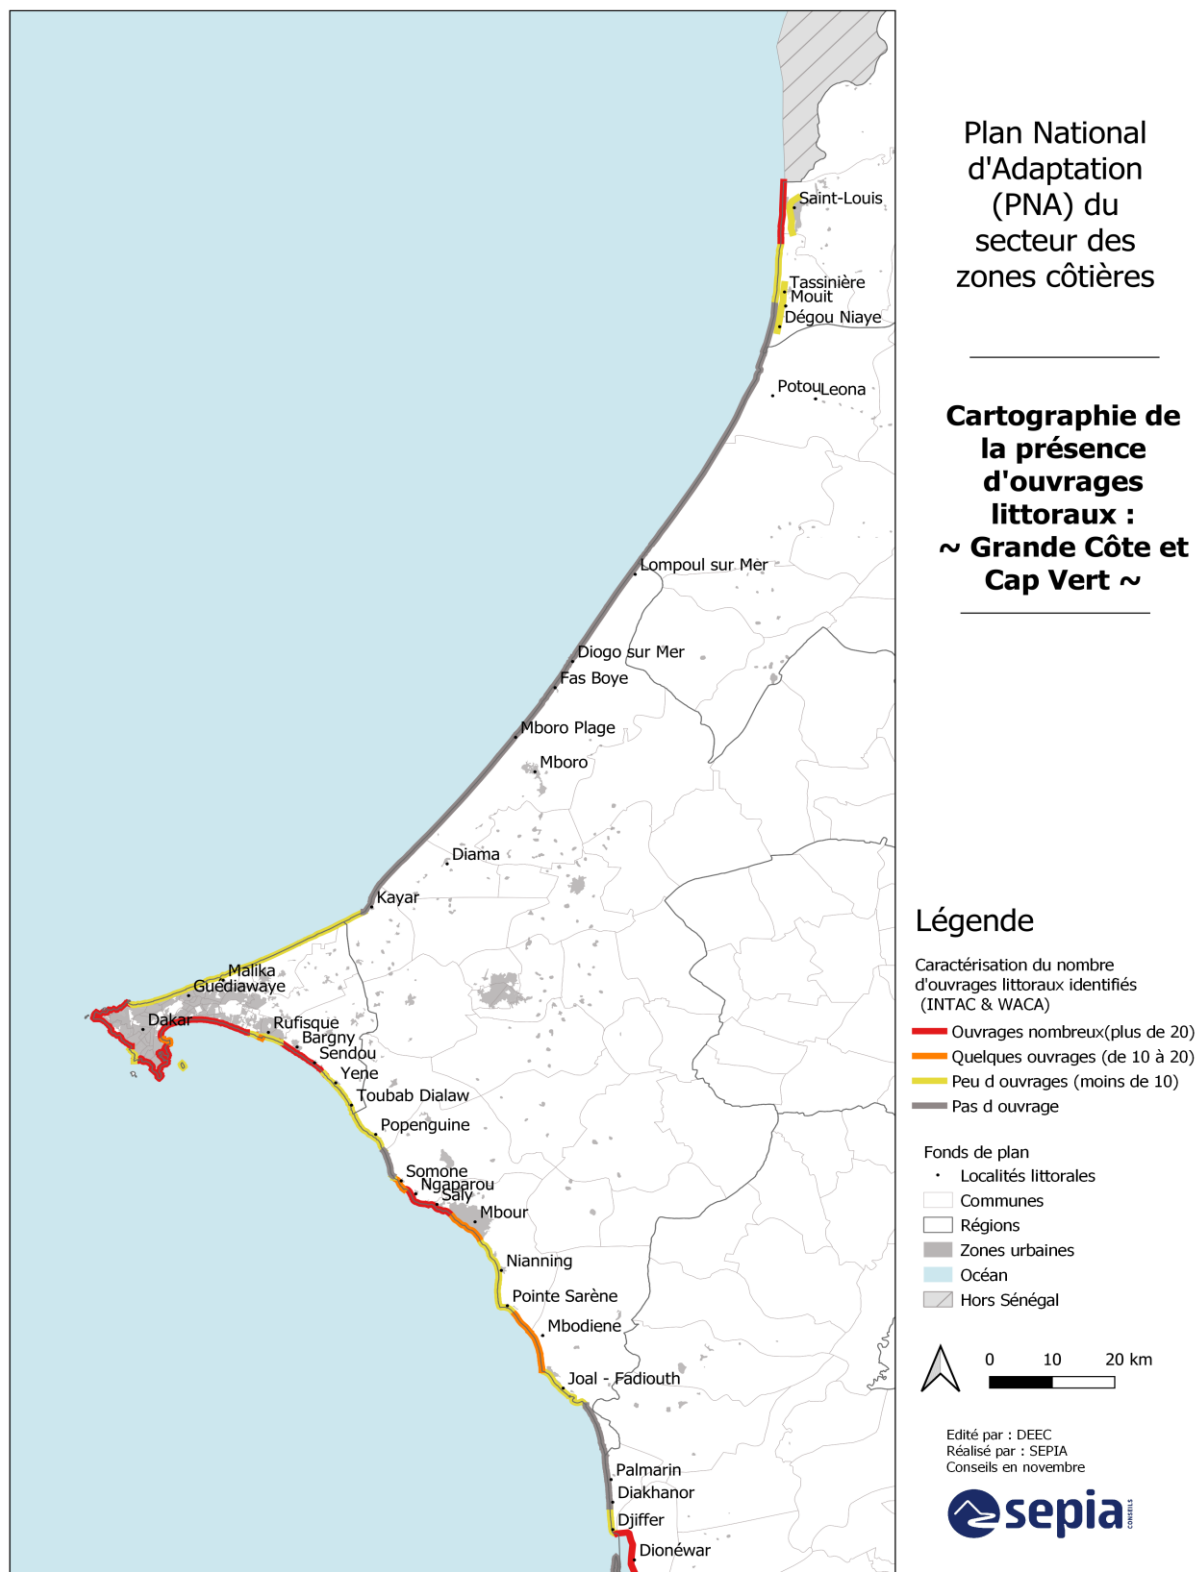 Plan National
d'Adaptation
(PNA) du
secteur des
zones côtières
Cartographie de
la présence
d'ouvrages
littoraux :
~ Grande Côte et
Cap Vert ~
Saint-Louis
Tassinière
Mouit
Dégou Niaye
Potou
Leona
Lompoul sur Mer
Diogo sur Mer
Fas Boye
Mboro Plage
Mboro
Diama
Kayar
Malika
Guédiawaye
Dakar
Rufisque
Bargny
Sendou
Yene
Toubab Dialaw
Popenguine
Somone
Ngaparou
Saly
Mbour
Nianning
Pointe Sarène
Mbodiene
Joal - Fadiouth
Palmarin
Diakhanor
Djiffer
Dionéwar
Légende
Caractérisation du nombre
d'ouvrages littoraux identifiés
(INTAC & WACA)
Ouvrages nombreux(plus de 20)
Quelques ouvrages (de 10 à 20)
Peu d ouvrages (moins de 10)
Pas d ouvrage
Fonds de plan
Localités littorales
Communes
Régions
Zones urbaines
Océan
Hors Sénégal
0 10 20 km
Edité par : DEEC
Réalisé par : SEPIA
Conseils en novembre
sepia
CONSEILS